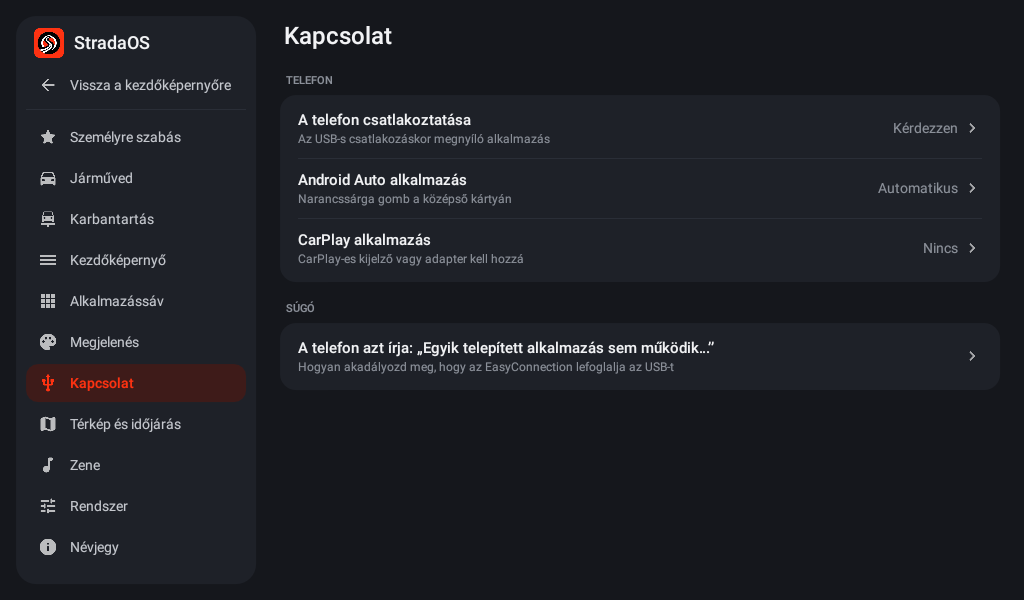 StradaOS
Vissza a kezdőképernyőre
Személyre szabás
Járműved
Karbantartás
Kezdőképernyő
Alkalmazássáv
Megjelenés
Kapcsolat
Térkép és időjárás
Zene
Rendszer
Névjegy
Kapcsolat
TELEFON
A telefon csatlakoztatása
Az USB-s csatlakozáskor megnyíló alkalmazás
Kérdezzen
Android Auto alkalmazás
Narancssárga gomb a középső kártyán
Automatikus
CarPlay alkalmazás
CarPlay-es kijelző vagy adapter kell hozzá
Nincs
SÚGÓ
A telefon azt írja: „Egyik telepített alkalmazás sem működik…”
Hogyan akadályozd meg, hogy az EasyConnection lefoglalja az USB-t